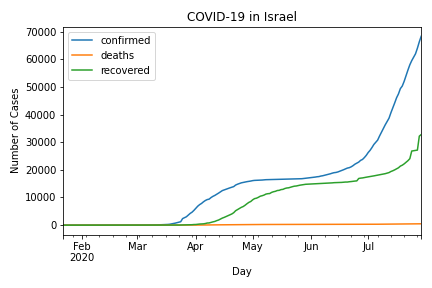 COVID-19 in Israel
confirmed
deaths
recovered
70000
60000
50000
40000
30000
20000
10000
0
Number of Cases
Feb Mar Apr May Jun Jul
2020
Day